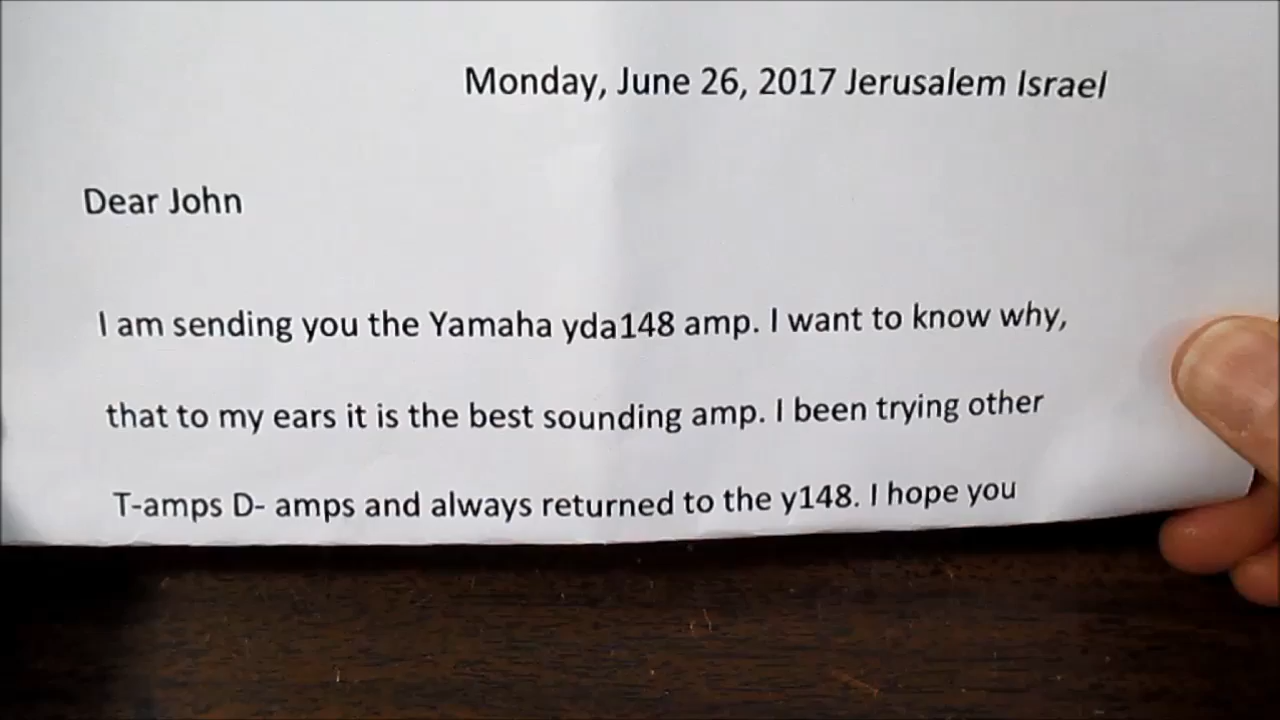 Monday, June 26, 2017 Jerusalem Israel
Dear John
I am sending you the Yamaha yda148 amp. I want to know why,
that to my ears it is the best sounding amp. I been trying other
T-amps D- amps and always returned to the y148. I hope you